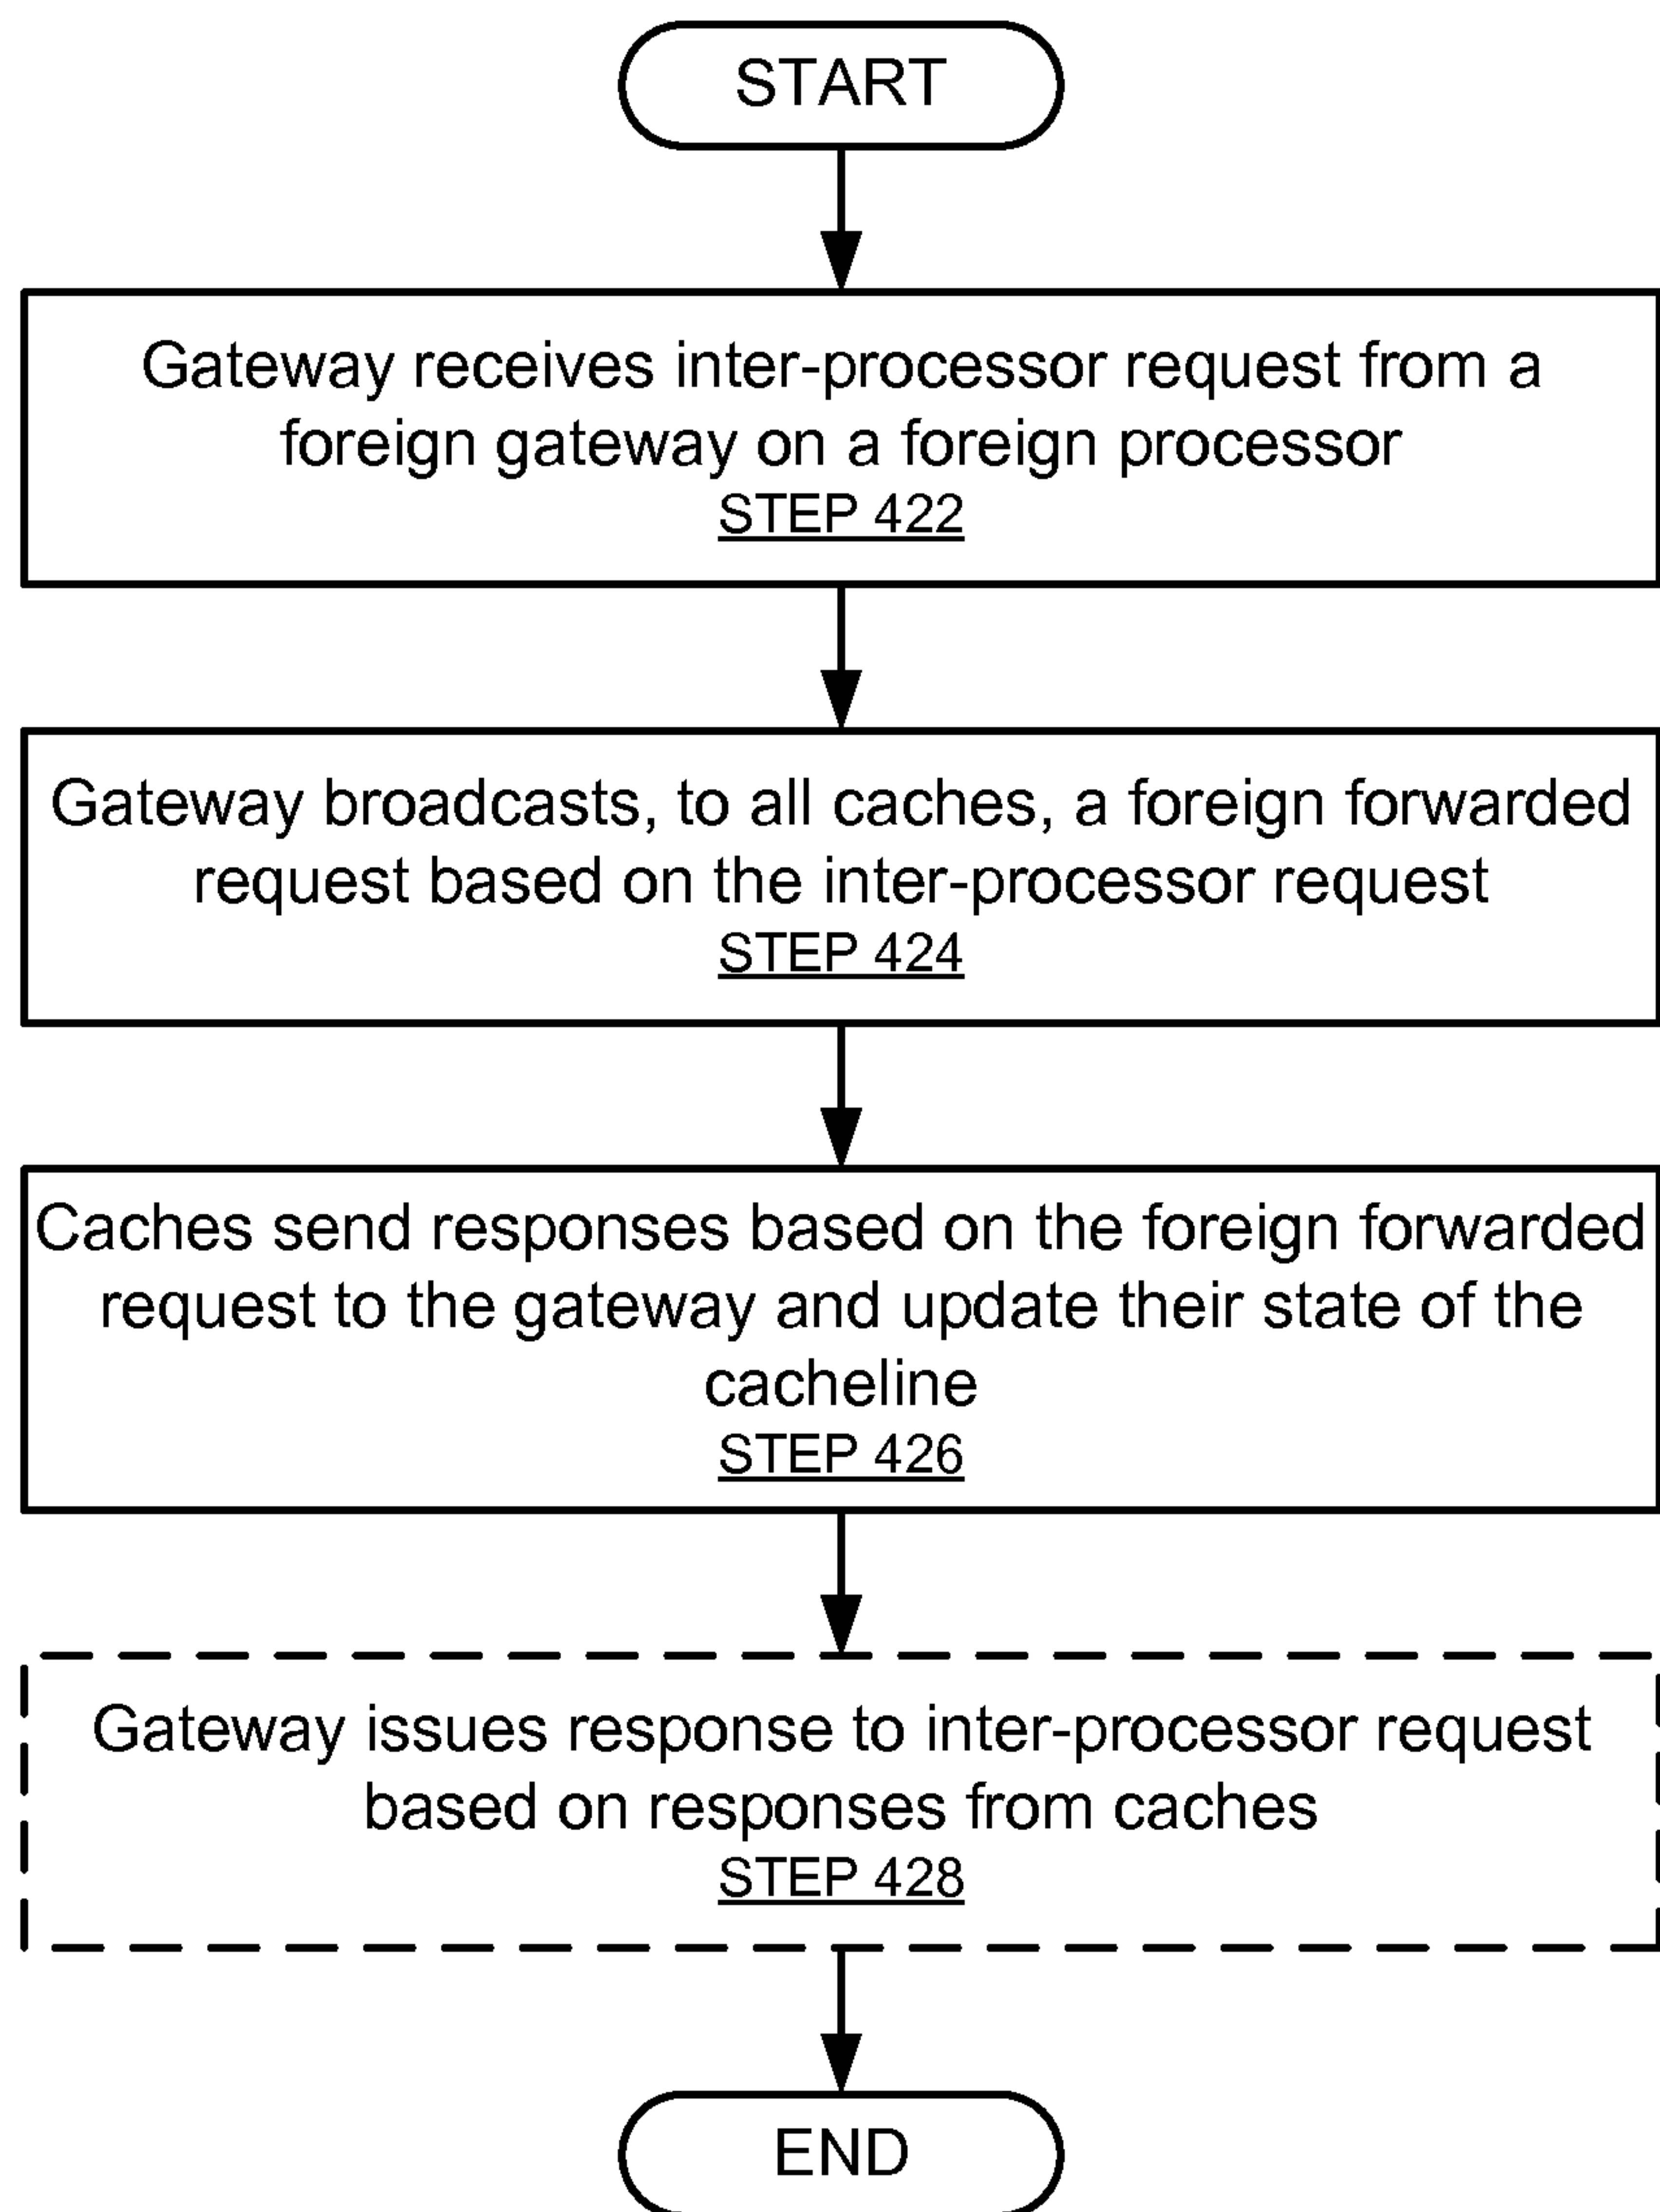 START
Gateway receives inter-processor request from a
foreign gateway on a foreign processor
STEP 422
Gateway broadcasts, to all caches, a foreign forwarded
request based on the inter-processor request
STEP 424
Caches send responses based on the foreign forwarded
request to the gateway and update their state of the
cacheline
STEP 426
Gateway issues response to inter-processor request
based on responses from caches
STEP 428
END